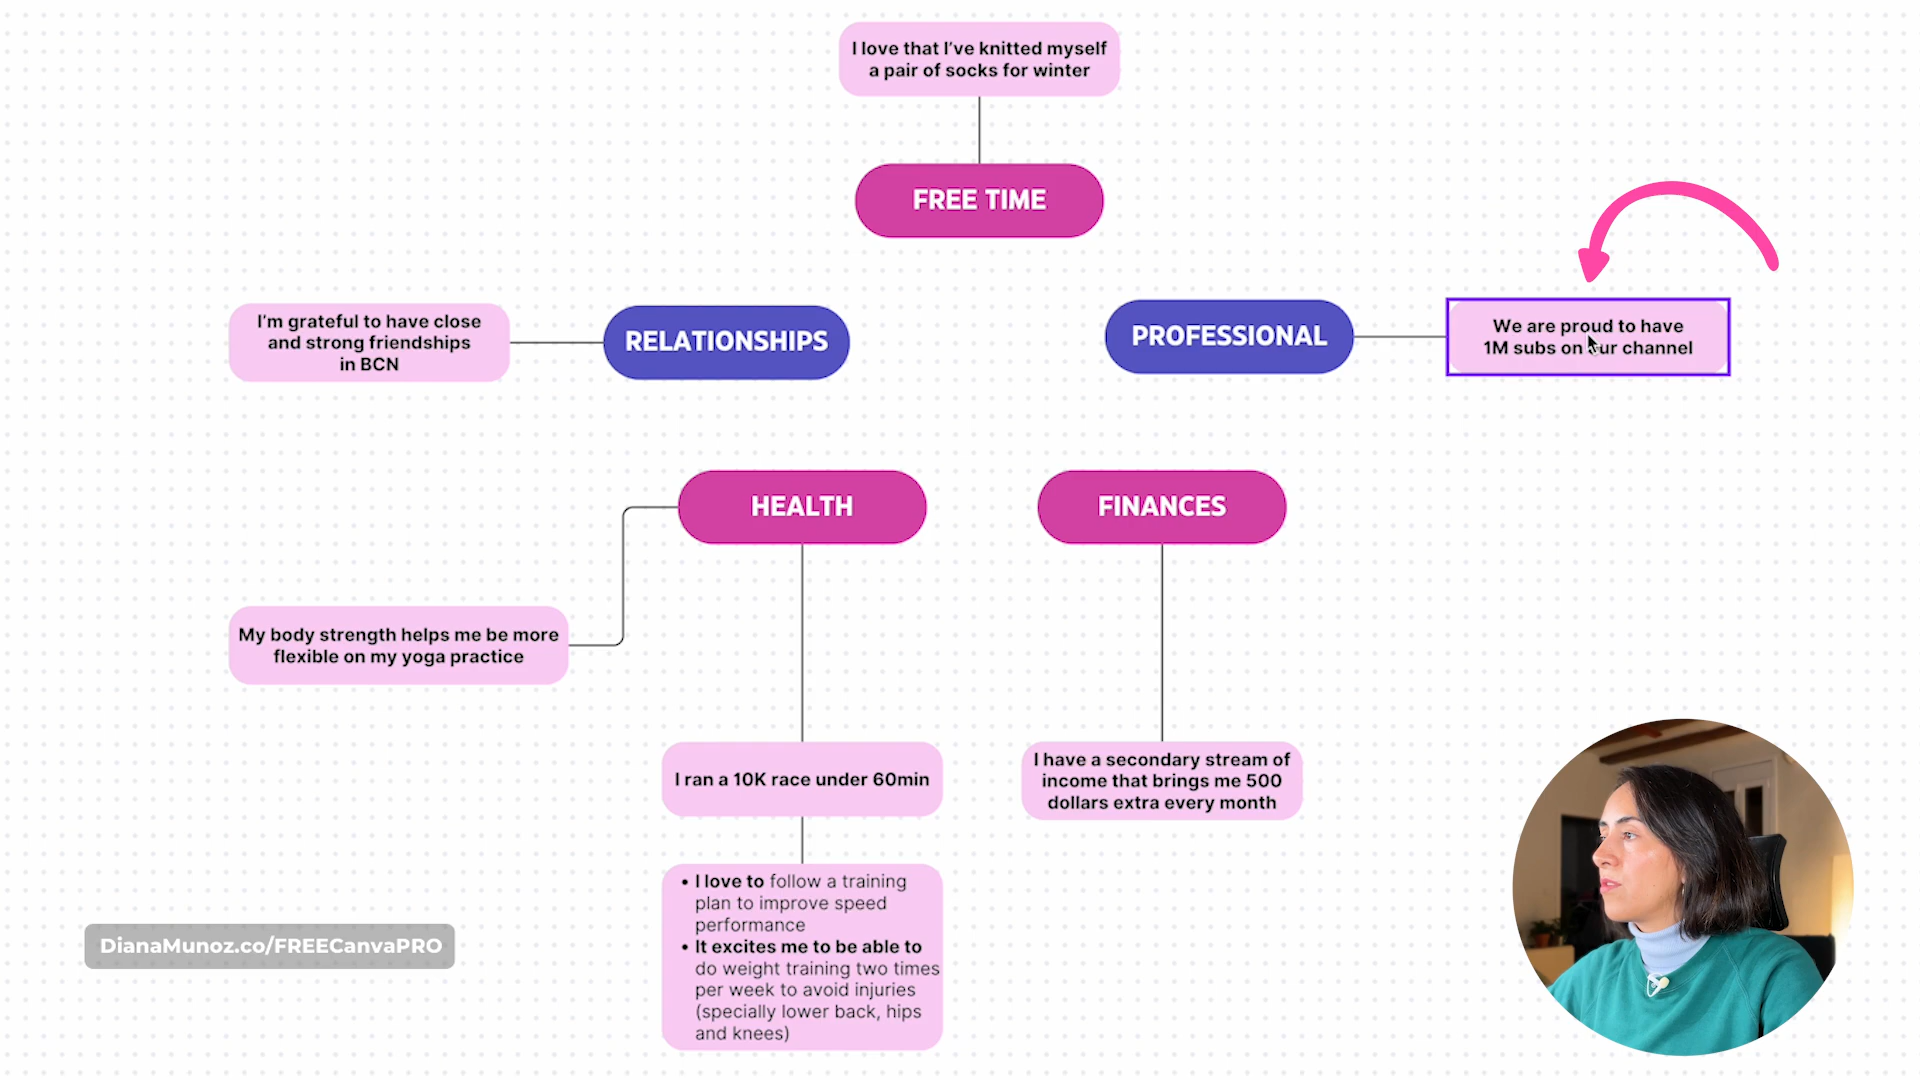 I love that I've knitted myself
a pair of socks for winter
FREE TIME
I'm grateful to have close
and strong friendships
in BCN
RELATIONSHIPS
PROFESSIONAL
We are proud to have
1M subs on our channel
HEALTH
FINANCES
My body strength helps me be more
flexible on my yoga practice
I ran a 10K race under 60min
I have a secondary stream of
income that brings me 500
dollars extra every month
• I love to follow a training
plan to improve speed
performance
• It excites me to be able to
do weight training two times
per week to avoid injuries
(specially lower back, hips
and knees)
DianaMunoz.co/FREECanvaPRO